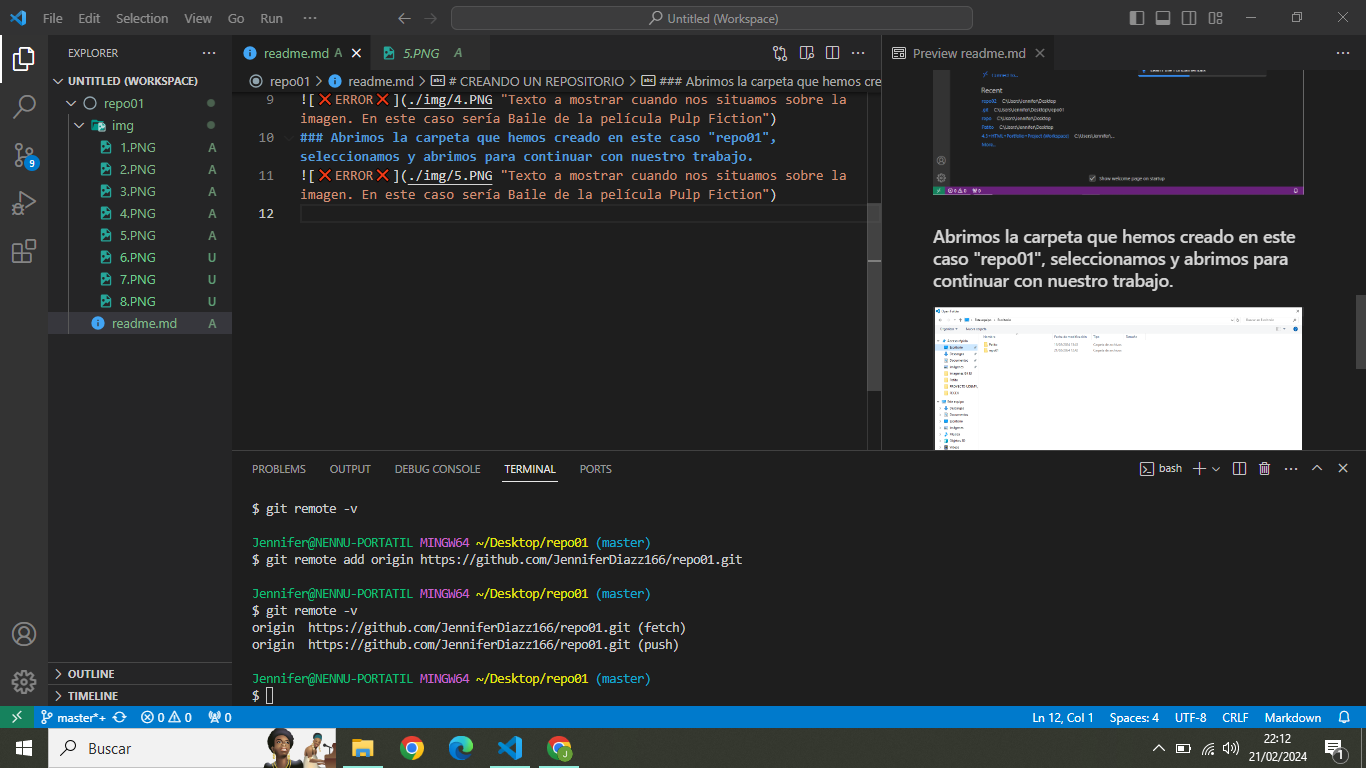 File Edit Selection View Go Run ··· Untitled (Workspace)
EXPLORER ···
UNTITLED (WORKSPACE)
repo01
img
1.PNG A
2.PNG A
3.PNG A
4.PNG A
5.PNG A
6.PNG U
7.PNG U
8.PNG U
readme.md A
OUTLINE
TIMELINE
9
readme.md A
5.PNG A
repo01 > readme.md > # CREANDO UN REPOSITORIO > ### Abrimos la carpeta que hemos cre
9 ![❌ERROR❌](./img/4.PNG "Texto a mostrar cuando nos situamos sobre la
imagen. En este caso sería Baile de la película Pulp Fiction")
10 ### Abrimos la carpeta que hemos creado en este caso "repo01",
seleccionamos y abrimos para continuar con nuestro trabajo.
11 ![❌ERROR❌](./img/5.PNG "Texto a mostrar cuando nos situamos sobre la
imagen. En este caso sería Baile de la película Pulp Fiction")
12
Preview readme.md
Recent
repo01 C:\Users\Jennifer\Desktop
More...
Show welcome page on startup
Abrimos la carpeta que hemos creado en este
caso "repo01", seleccionamos y abrimos para
continuar con nuestro trabajo.
PROBLEMS OUTPUT DEBUG CONSOLE TERMINAL PORTS
bash
$ git remote -v
Jennifer@NENNU-PORTATIL MINGW64 ~/Desktop/repo01 (master)
$ git remote add origin https://github.com/JenniferDiazz166/repo01.git
Jennifer@NENNU-PORTATIL MINGW64 ~/Desktop/repo01 (master)
$ git remote -v
origin  https://github.com/JenniferDiazz166/repo01.git (fetch)
origin  https://github.com/JenniferDiazz166/repo01.git (push)
Jennifer@NENNU-PORTATIL MINGW64 ~/Desktop/repo01 (master)
$
master*+ 0 0 0 Ln 12, Col 1 Spaces: 4 UTF-8 CRLF Markdown
Buscar
22:12
21/02/2024
1